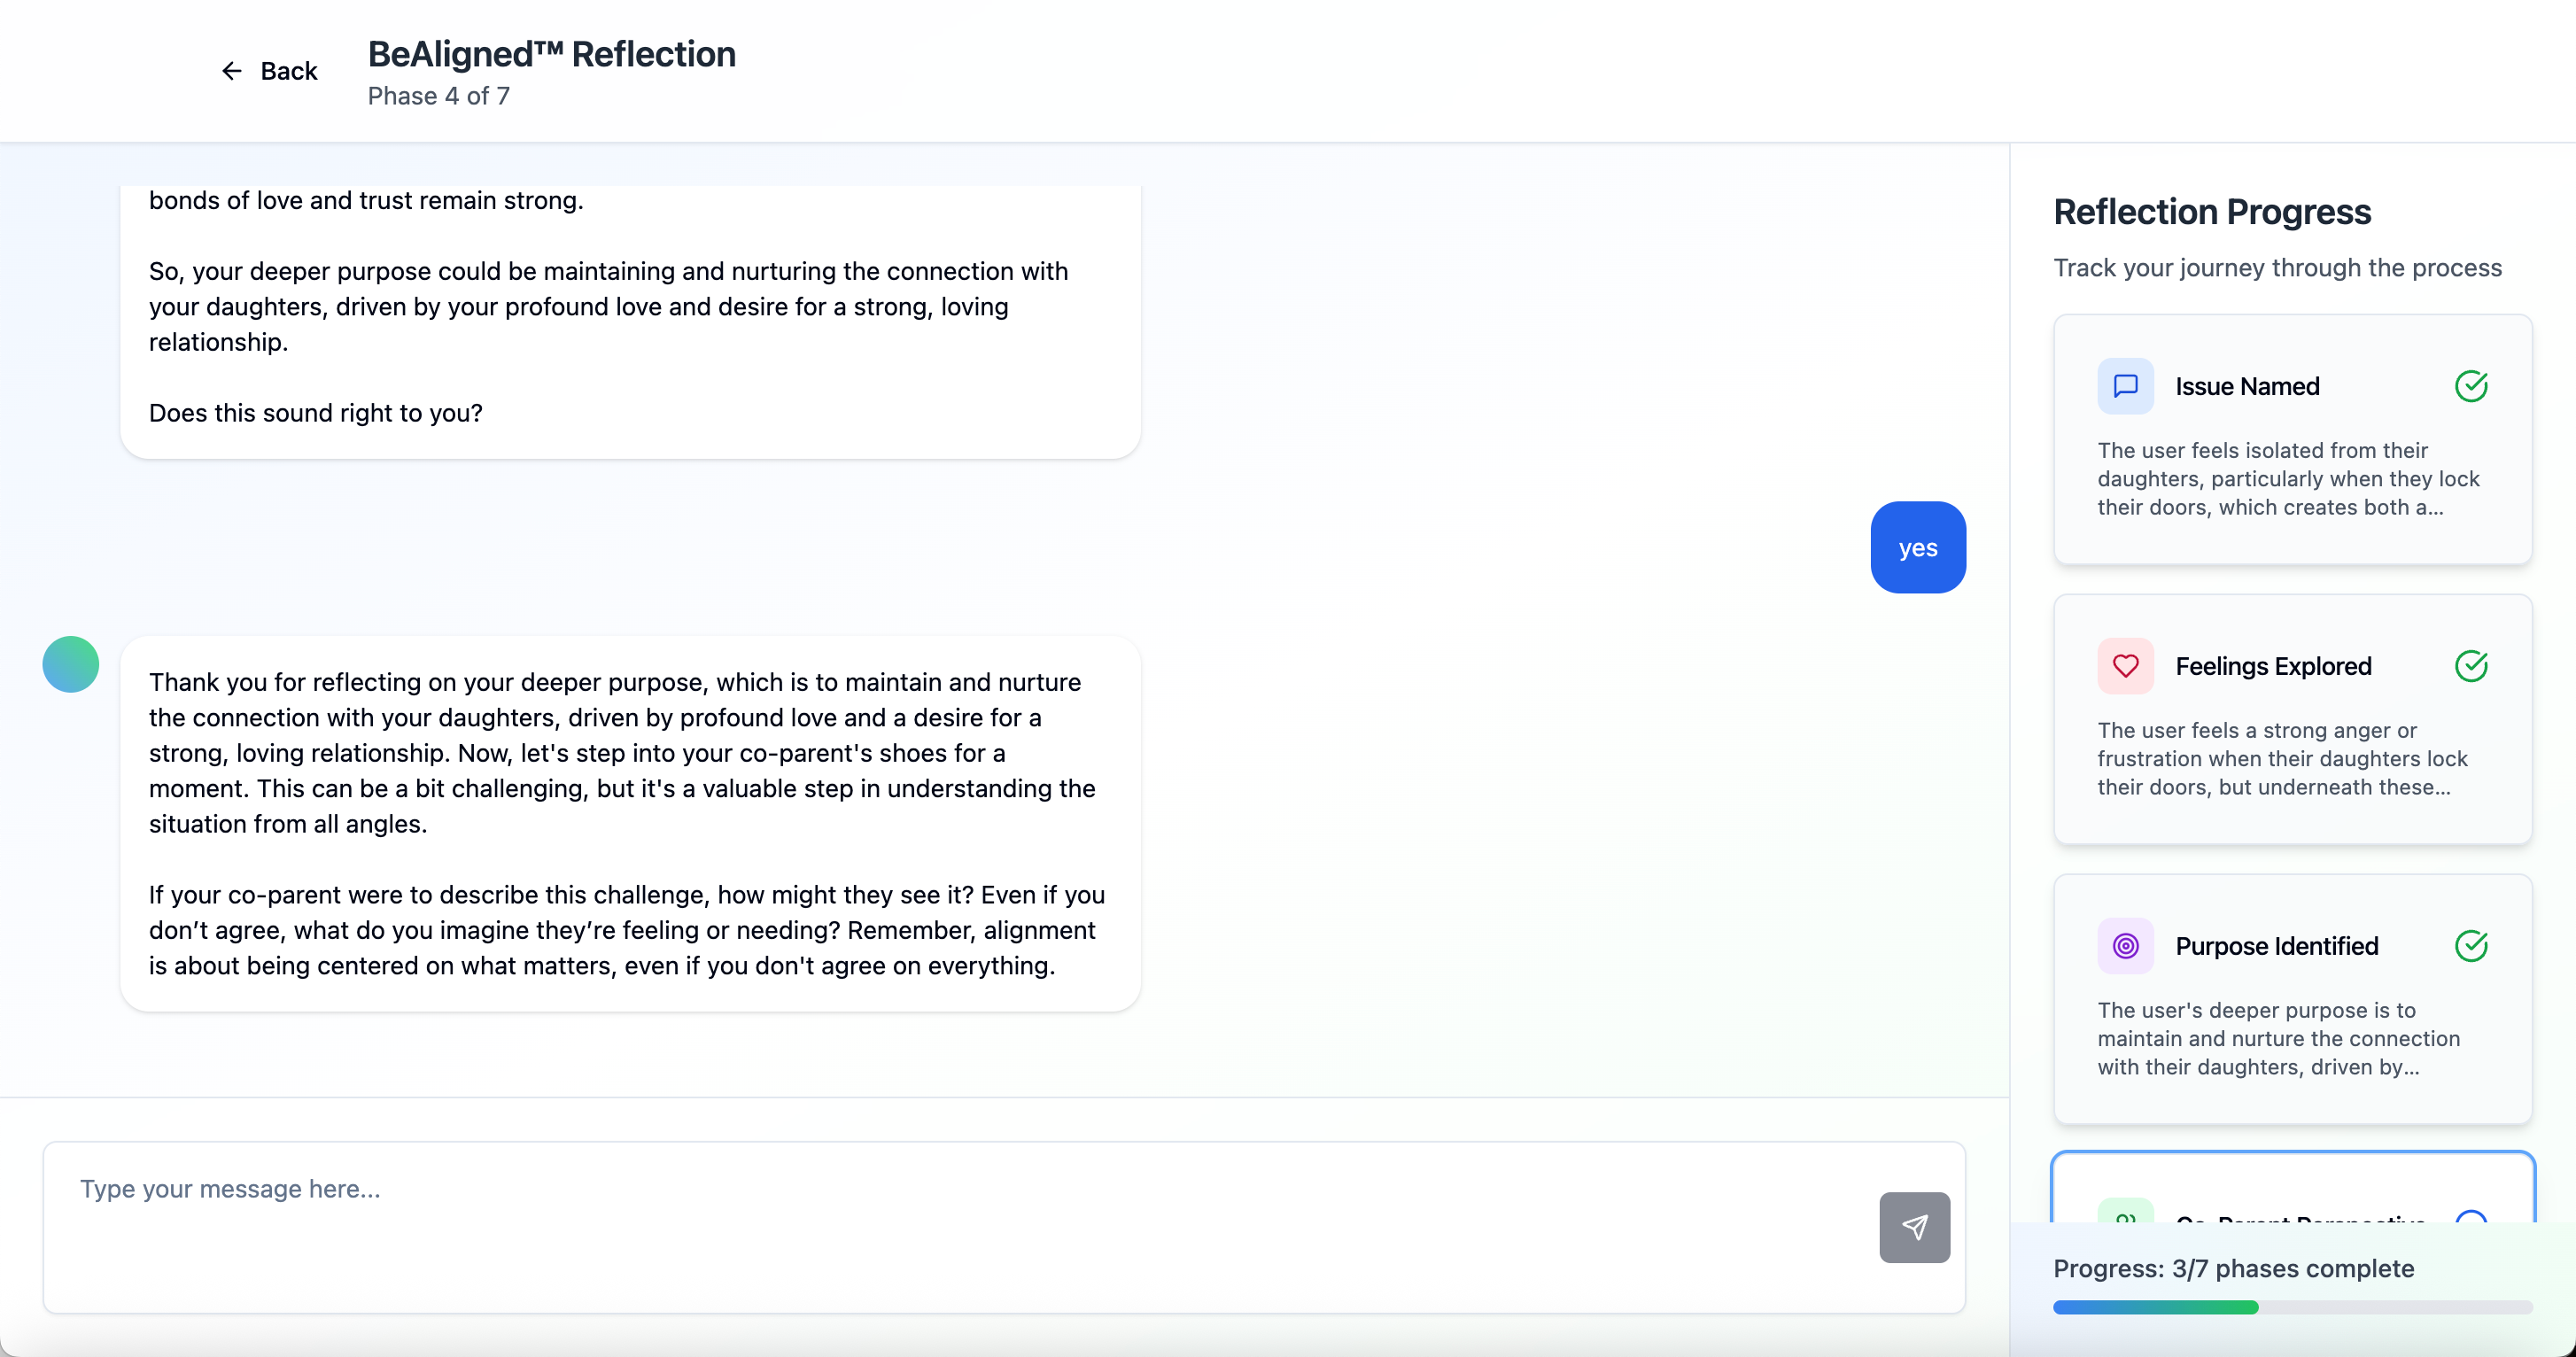 Back
BeAligned™ Reflection
Phase 4 of 7
bonds of love and trust remain strong.
So, your deeper purpose could be maintaining and nurturing the connection with
your daughters, driven by your profound love and desire for a strong, loving
relationship.
Does this sound right to you?
yes
Thank you for reflecting on your deeper purpose, which is to maintain and nurture
the connection with your daughters, driven by profound love and a desire for a
strong, loving relationship. Now, let's step into your co-parent's shoes for a
moment. This can be a bit challenging, but it's a valuable step in understanding the
situation from all angles.
If your co-parent were to describe this challenge, how might they see it? Even if you
don’t agree, what do you imagine they’re feeling or needing? Remember, alignment
is about being centered on what matters, even if you don't agree on everything.
Type your message here...
Reflection Progress
Track your journey through the process
Issue Named
The user feels isolated from their
daughters, particularly when they lock
their doors, which creates both a...
Feelings Explored
The user feels a strong anger or
frustration when their daughters lock
their doors, but underneath these...
Purpose Identified
The user's deeper purpose is to
maintain and nurture the connection
with their daughters, driven by...
Co-Parent Perspective
Progress: 3/7 phases complete